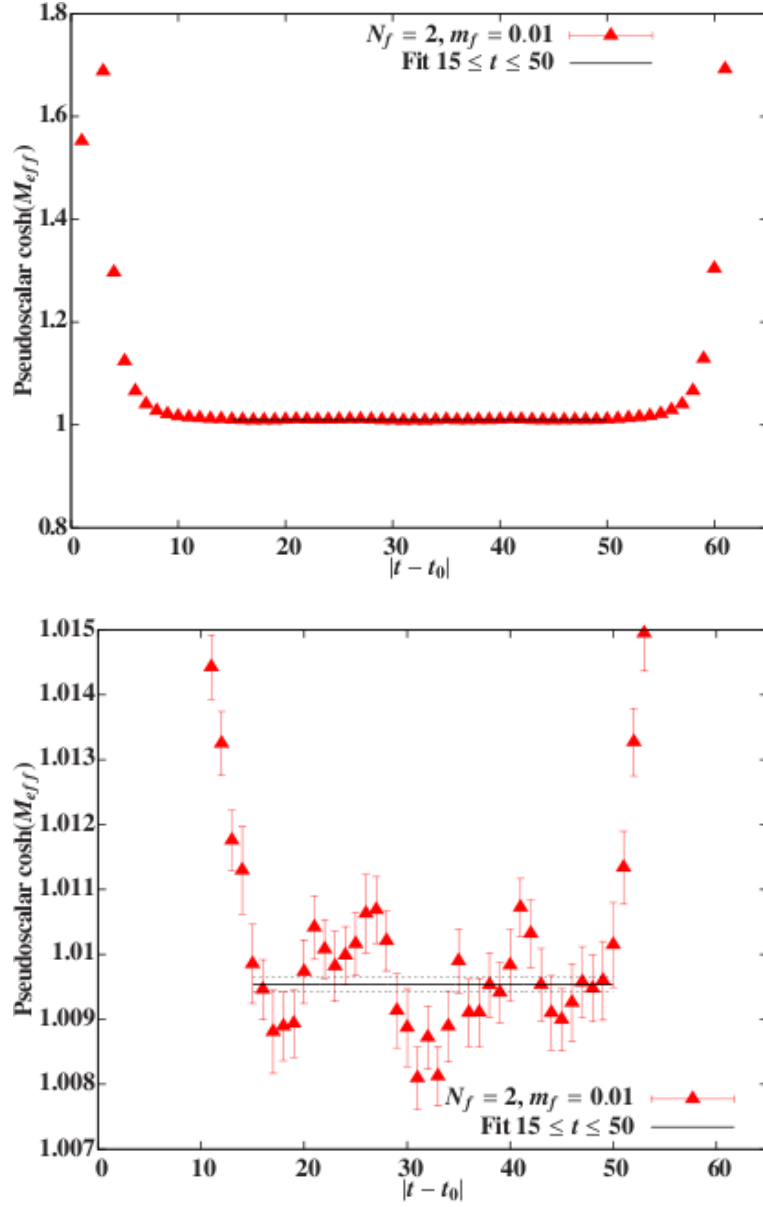 1.8
N_f = 2, m_f = 0.01
Fit 15 ≤ t ≤ 50
1.6
1.4
1.2
1
0.8
Pseudoscalar cosh(M_eff)
0 10 20 30 40 50 60
|t − t_0|
1.015
1.014
1.013
1.012
1.011
1.01
1.009
1.008
1.007
Pseudoscalar cosh(M_eff)
N_f = 2, m_f = 0.01
Fit 15 ≤ t ≤ 50
0 10 20 30 40 50 60
|t − t_0|